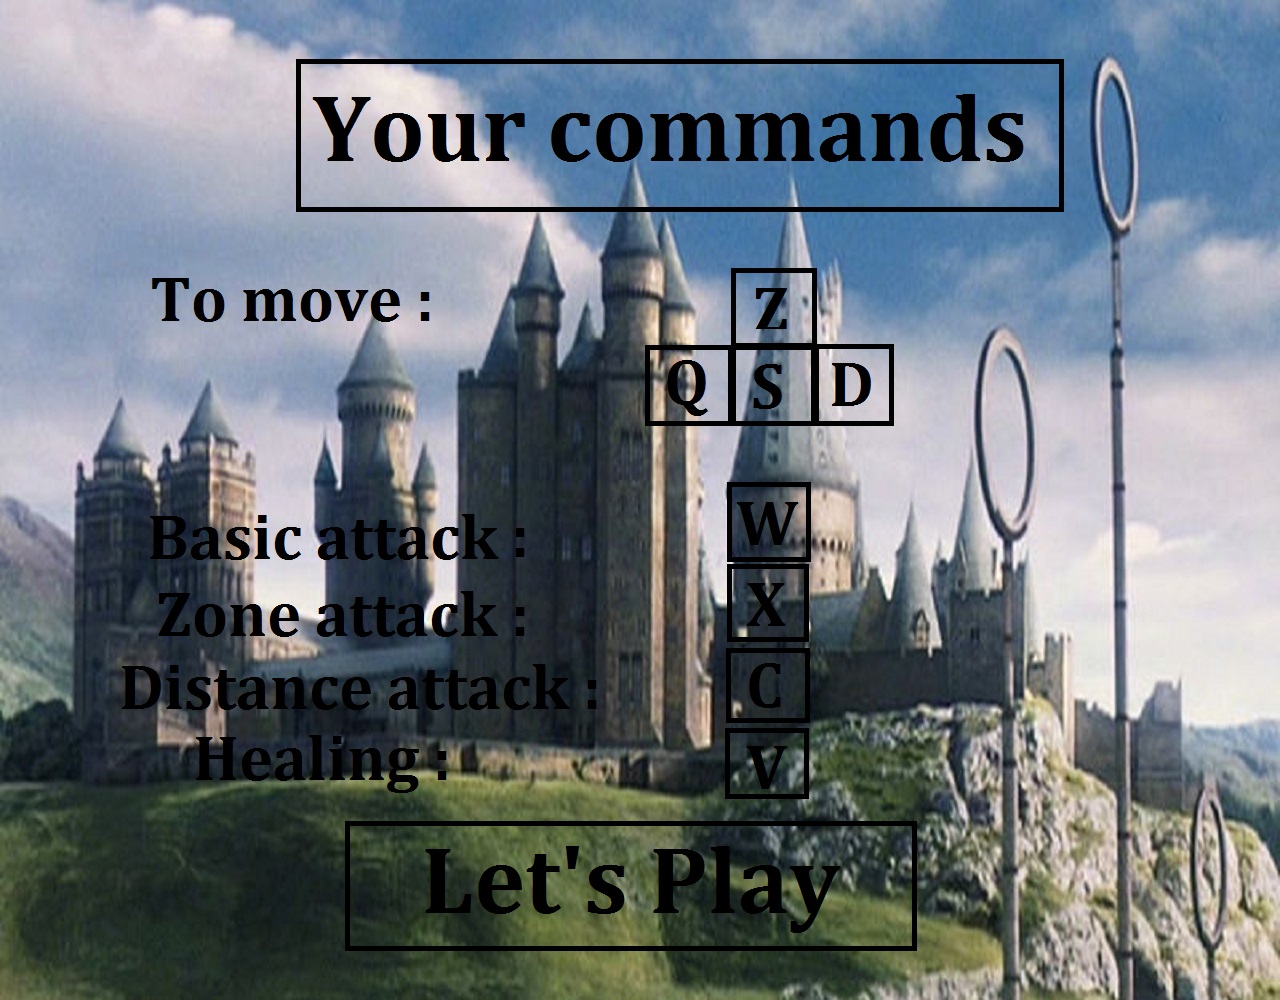 Your commands
To move :
Z
Q S D
Basic attack : W
Zone attack : X
Distance attack : C
Healing : V
Let's Play